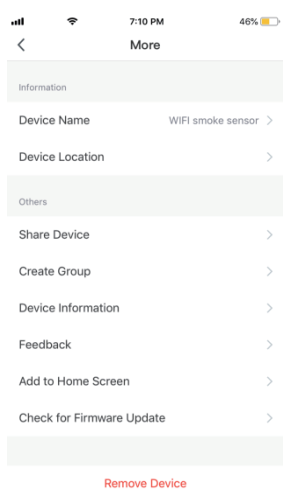 7:10 PM 46%
More
Information
Device Name WIFI smoke sensor
Device Location
Others
Share Device
Create Group
Device Information
Feedback
Add to Home Screen
Check for Firmware Update
Remove Device